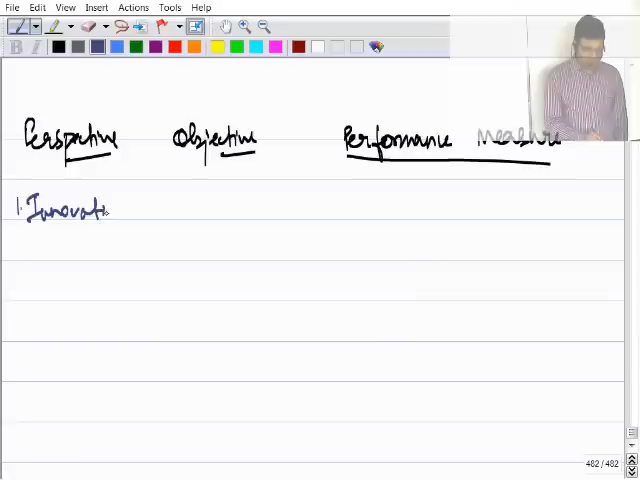 File Edit View Insert Actions Tools Help
B I
Perspective Objective Performance Measure
1. Innovati
482 / 482